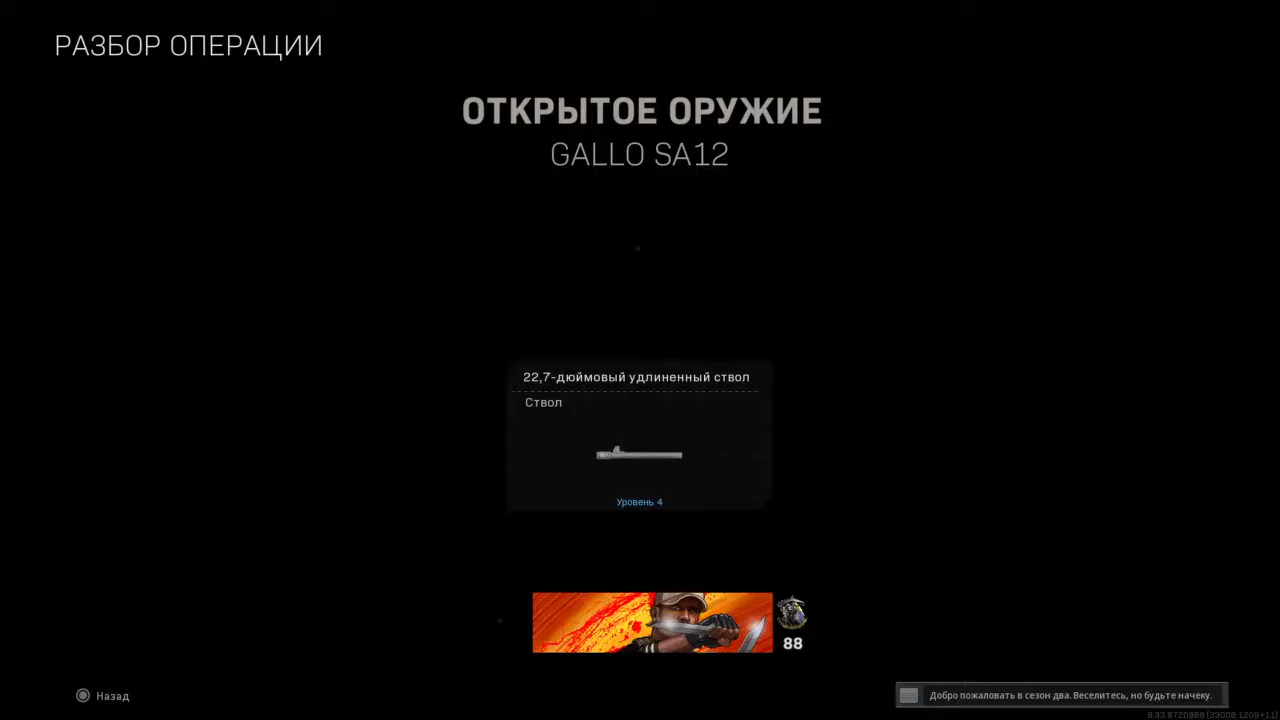 РАЗБОР ОПЕРАЦИИ
ОТКРЫТОЕ ОРУЖИЕ
GALLO SA12
22,7-дюймовый удлиненный ствол
Ствол
Уровень 4
88
Назад
Добро пожаловать в сезон два. Веселитесь, но будьте начеку.